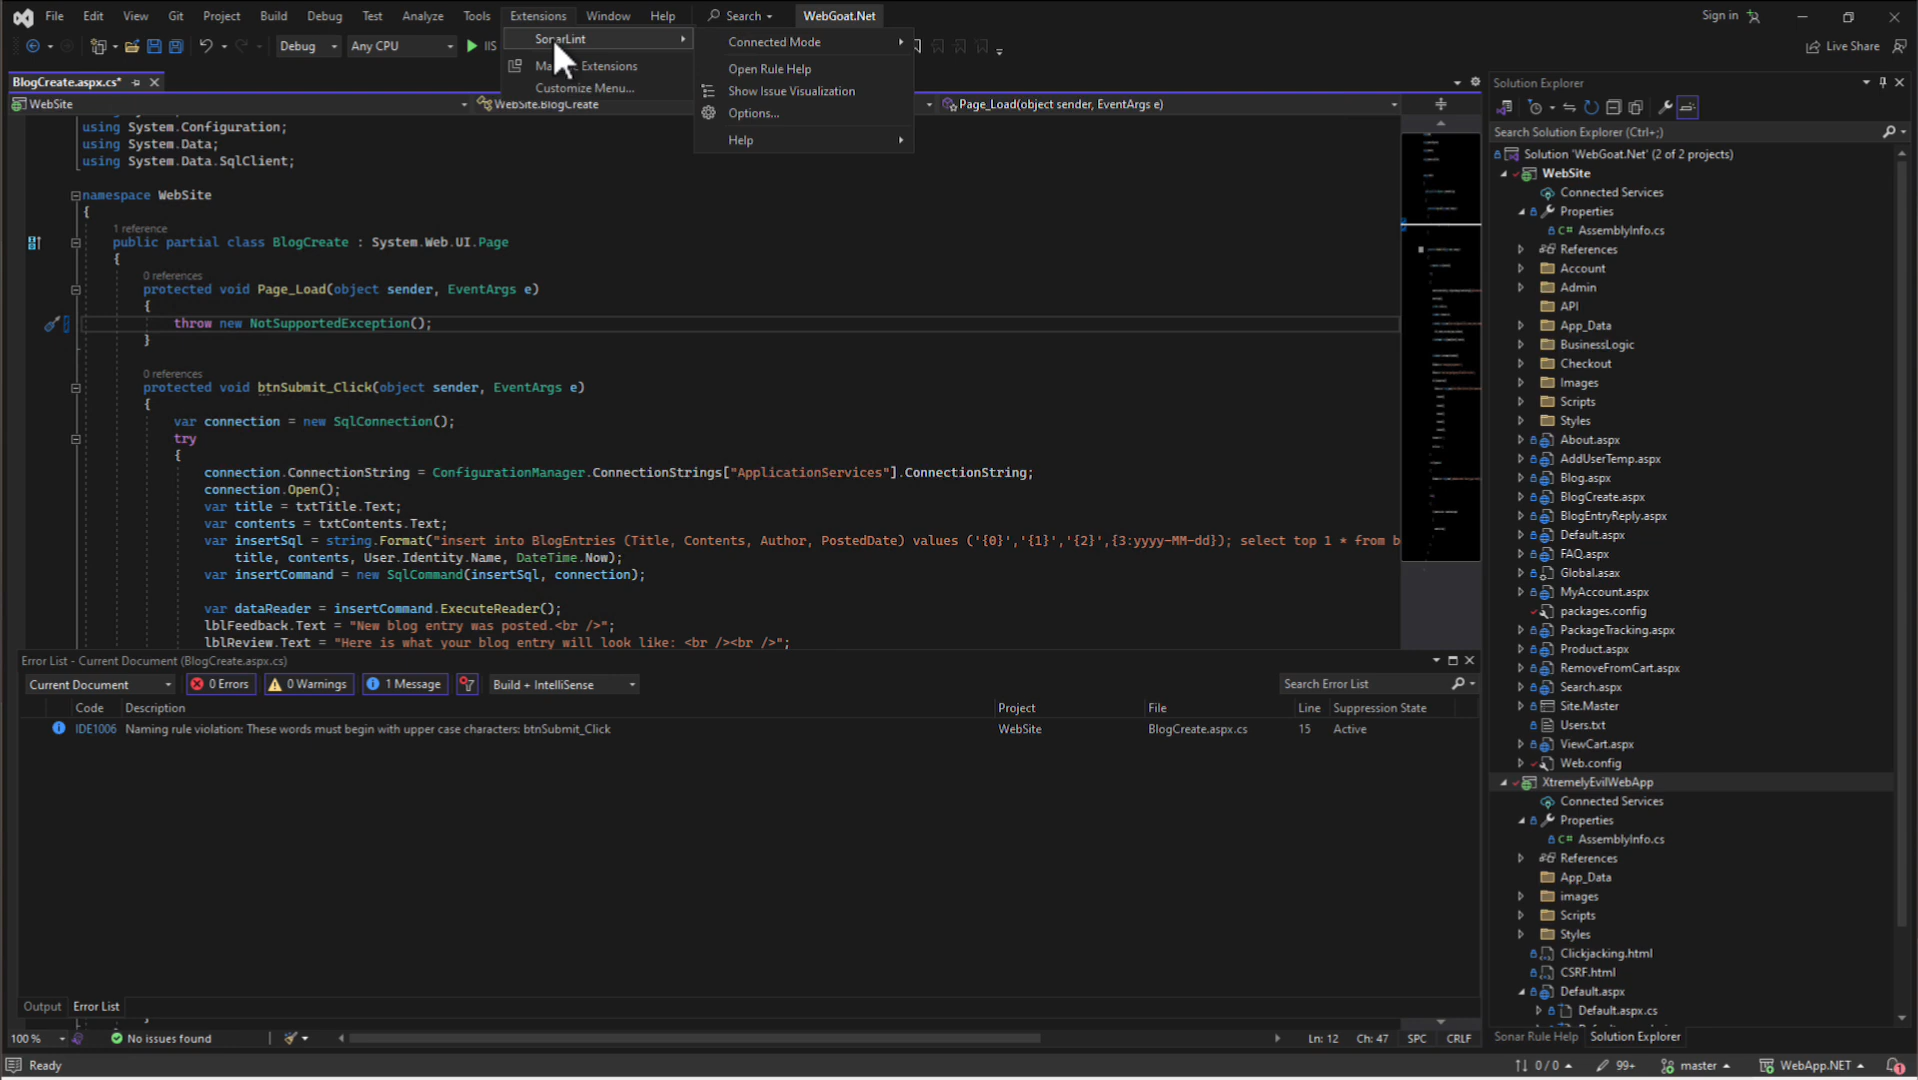 File Edit View Git Project Build Debug Test Analyze Tools Extensions Window Help Search WebGoat.Net Sign in
Debug Any CPU IIS Live Share
SonarLint
Extensions
Customize Menu...
Connected Mode
Open Rule Help
Show Issue Visualization
Options...
Help
BlogCreate.aspx.cs*
WebSite WebSite.BlogCreate Page_Load(object sender, EventArgs e)
using System.Configuration;
using System.Data;
using System.Data.SqlClient;
namespace WebSite
{
1 reference
public partial class BlogCreate : System.Web.UI.Page
{
0 references
protected void Page_Load(object sender, EventArgs e)
{
throw new NotSupportedException();
}
0 references
protected void btnSubmit_Click(object sender, EventArgs e)
{
var connection = new SqlConnection();
try
{
connection.ConnectionString = ConfigurationManager.ConnectionStrings["ApplicationServices"].ConnectionString;
connection.Open();
var title = txtTitle.Text;
var contents = txtContents.Text;
var insertSql = string.Format("insert into BlogEntries (Title, Contents, Author, PostedDate) values ('{0}','{1}','{2}',{3:yyyy-MM-dd}); select top 1 * from b
title, contents, User.Identity.Name, DateTime.Now);
var insertCommand = new SqlCommand(insertSql, connection);
var dataReader = insertCommand.ExecuteReader();
lblFeedback.Text = "New blog entry was posted.<br />";
lblReview.Text = "Here is what your blog entry will look like: <br /><br />";
Error List - Current Document (BlogCreate.aspx.cs)
Current Document 0 Errors 0 Warnings 1 Message Build + IntelliSense Search Error List
Code Description Project File Line Suppression State
IDE1006 Naming rule violation: These words must begin with upper case characters: btnSubmit_Click WebSite BlogCreate.aspx.cs 15 Active
Output Error List
100 % No issues found Ln: 12 Ch: 47 SPC CRLF
Solution Explorer
Search Solution Explorer (Ctrl+;)
Solution 'WebGoat.Net' (2 of 2 projects)
WebSite
Connected Services
Properties
C# AssemblyInfo.cs
References
Account
Admin
API
App_Data
BusinessLogic
Checkout
Images
Scripts
Styles
About.aspx
AddUserTemp.aspx
Blog.aspx
BlogCreate.aspx
BlogEntryReply.aspx
Default.aspx
FAQ.aspx
Global.asax
MyAccount.aspx
packages.config
PackageTracking.aspx
Product.aspx
RemoveFromCart.aspx
Search.aspx
Site.Master
Users.txt
ViewCart.aspx
Web.config
XtremelyEvilWebApp
Connected Services
Properties
C# AssemblyInfo.cs
References
App_Data
images
Scripts
Styles
Clickjacking.html
CSRF.html
Default.aspx
Default.aspx.cs
Sonar Rule Help Solution Explorer
Ready 0 / 0 99+ master WebApp.NET 1